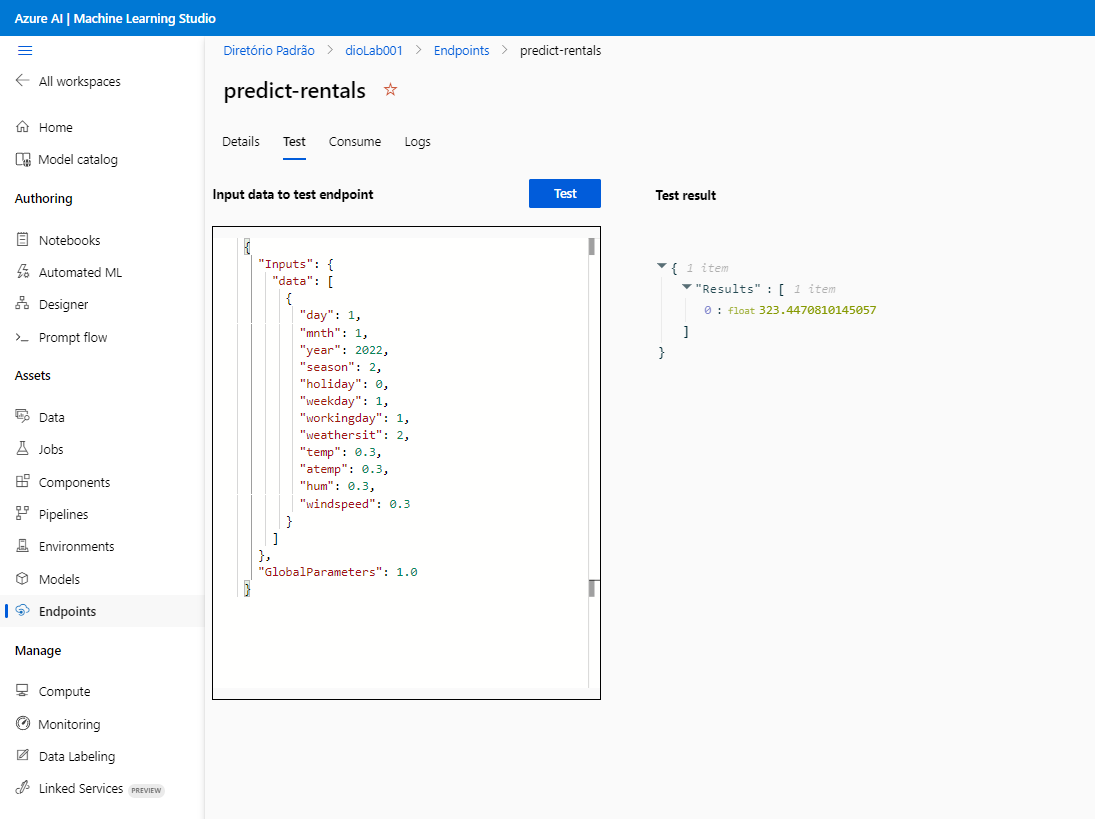 Azure AI | Machine Learning Studio
All workspaces
Home
Model catalog
Authoring
Notebooks
Automated ML
Designer
Prompt flow
Assets
Data
Jobs
Components
Pipelines
Environments
Models
Endpoints
Manage
Compute
Monitoring
Data Labeling
Linked Services PREVIEW
Diretório Padrão > dioLab001 > Endpoints > predict-rentals
predict-rentals
Details Test Consume Logs
Input data to test endpoint
Test
{
"Inputs": {
"data": [
{
"day": 1,
"mnth": 1,
"year": 2022,
"season": 2,
"holiday": 0,
"weekday": 1,
"workingday": 1,
"weathersit": 2,
"temp": 0.3,
"atemp": 0.3,
"hum": 0.3,
"windspeed": 0.3
}
]
},
"GlobalParameters": 1.0
}
Test result
{ 1 item
"Results" : [ 1 item
0 : float 323.4470810145057
]
}